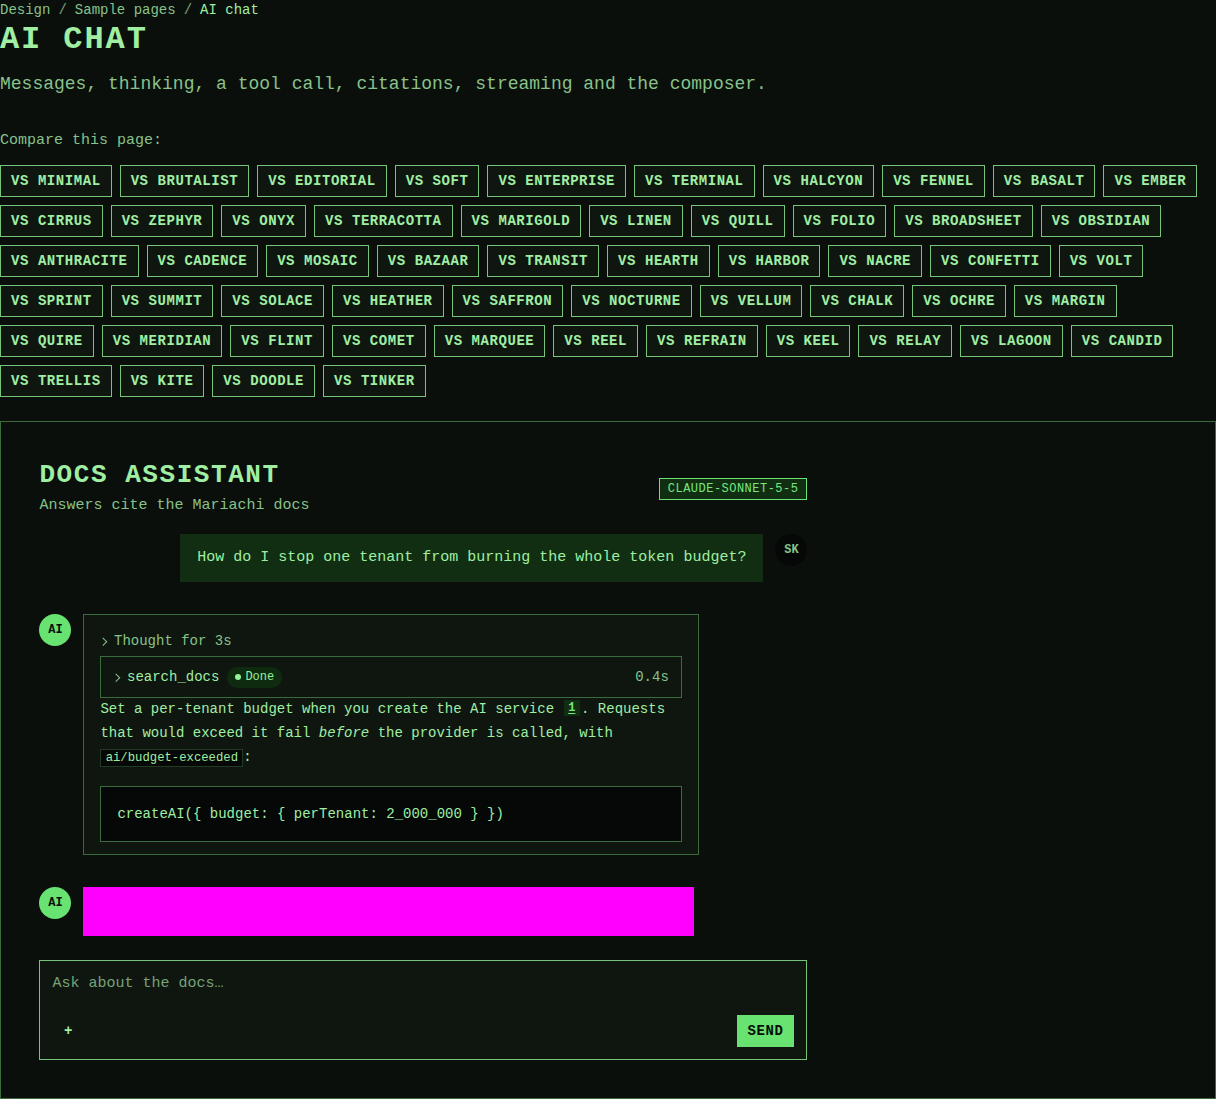 Design / Sample pages / AI chat
AI CHAT
Messages, thinking, a tool call, citations, streaming and the composer.
Compare this page:
VS MINIMAL VS BRUTALIST VS EDITORIAL VS SOFT VS ENTERPRISE VS TERMINAL VS HALCYON VS FENNEL VS BASALT VS EMBER
VS CIRRUS VS ZEPHYR VS ONYX VS TERRACOTTA VS MARIGOLD VS LINEN VS QUILL VS FOLIO VS BROADSHEET VS OBSIDIAN
VS ANTHRACITE VS CADENCE VS MOSAIC VS BAZAAR VS TRANSIT VS HEARTH VS HARBOR VS NACRE VS CONFETTI VS VOLT
VS SPRINT VS SUMMIT VS SOLACE VS HEATHER VS SAFFRON VS NOCTURNE VS VELLUM VS CHALK VS OCHRE VS MARGIN
VS QUIRE VS MERIDIAN VS FLINT VS COMET VS MARQUEE VS REEL VS REFRAIN VS KEEL VS RELAY VS LAGOON VS CANDID
VS TRELLIS VS KITE VS DOODLE VS TINKER
DOCS ASSISTANT
CLAUDE-SONNET-5-5
Answers cite the Mariachi docs
How do I stop one tenant from burning the whole token budget?
SK
AI
Thought for 3s
search_docs Done 0.4s
Set a per-tenant budget when you create the AI service 1. Requests
that would exceed it fail before the provider is called, with
ai/budget-exceeded:
createAI({ budget: { perTenant: 2_000_000 } })
AI
Ask about the docs…
+
SEND